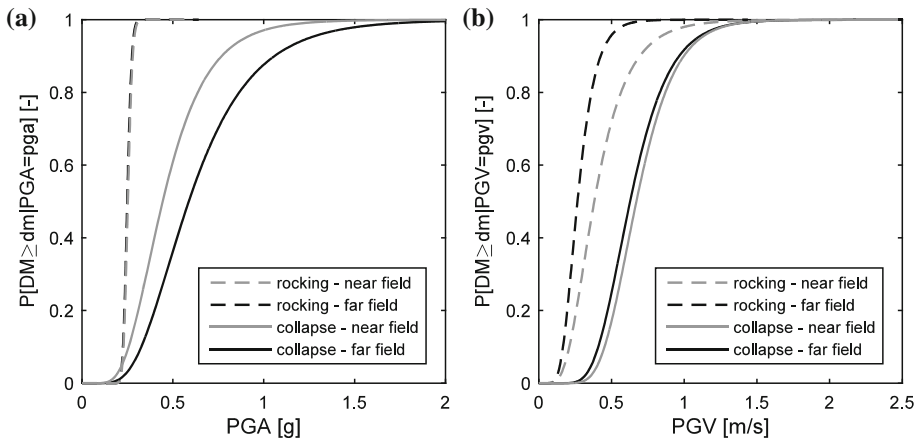 (a)
P[DM≥dm|PGA=pga] [-]
1
0.8
0.6
0.4
0.2
0
rocking - near field
rocking - far field
collapse - near field
collapse - far field
0 0.5 1 1.5 2
PGA [g]
(b)
P[DM≥dm|PGV=pgv] [-]
1
0.8
0.6
0.4
0.2
0
rocking - near field
rocking - far field
collapse - near field
collapse - far field
0 0.5 1 1.5 2 2.5
PGV [m/s]